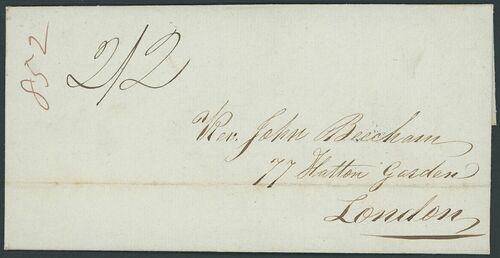 852
2/2
Rev. John Beecham
77 Hatton Garden
London